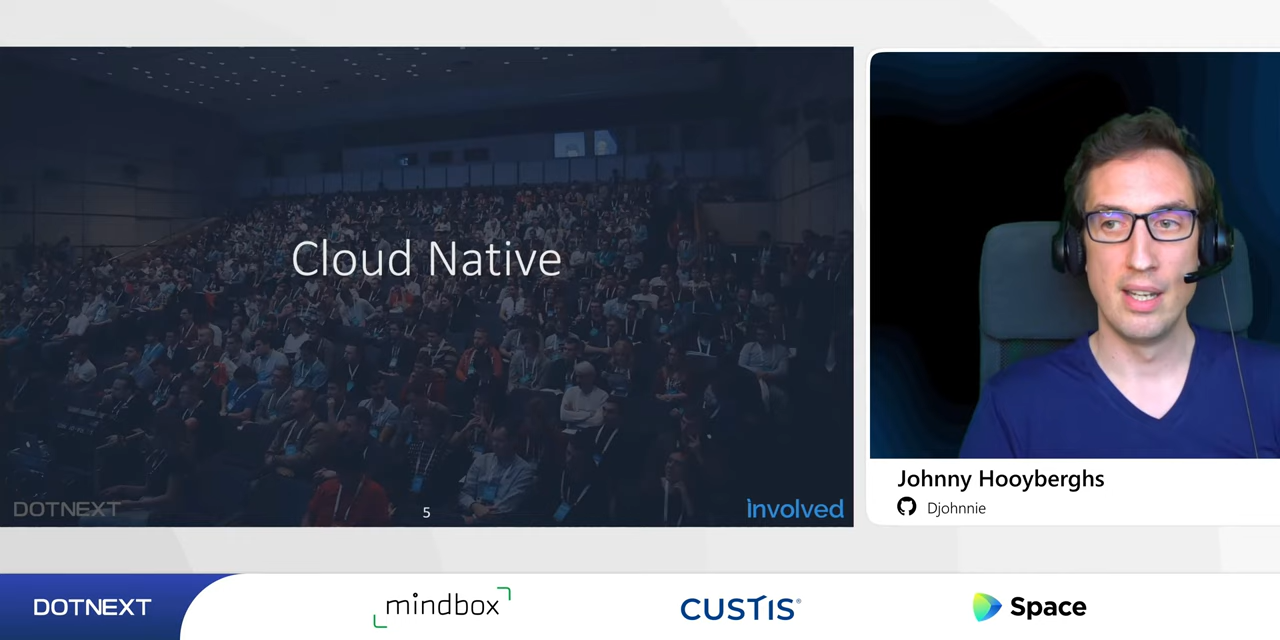 Cloud Native
DOTNEXT
5
involved
Johnny Hooyberghs
Djohnnie
DOTNEXT
mindbox
CUSTIS®
Space